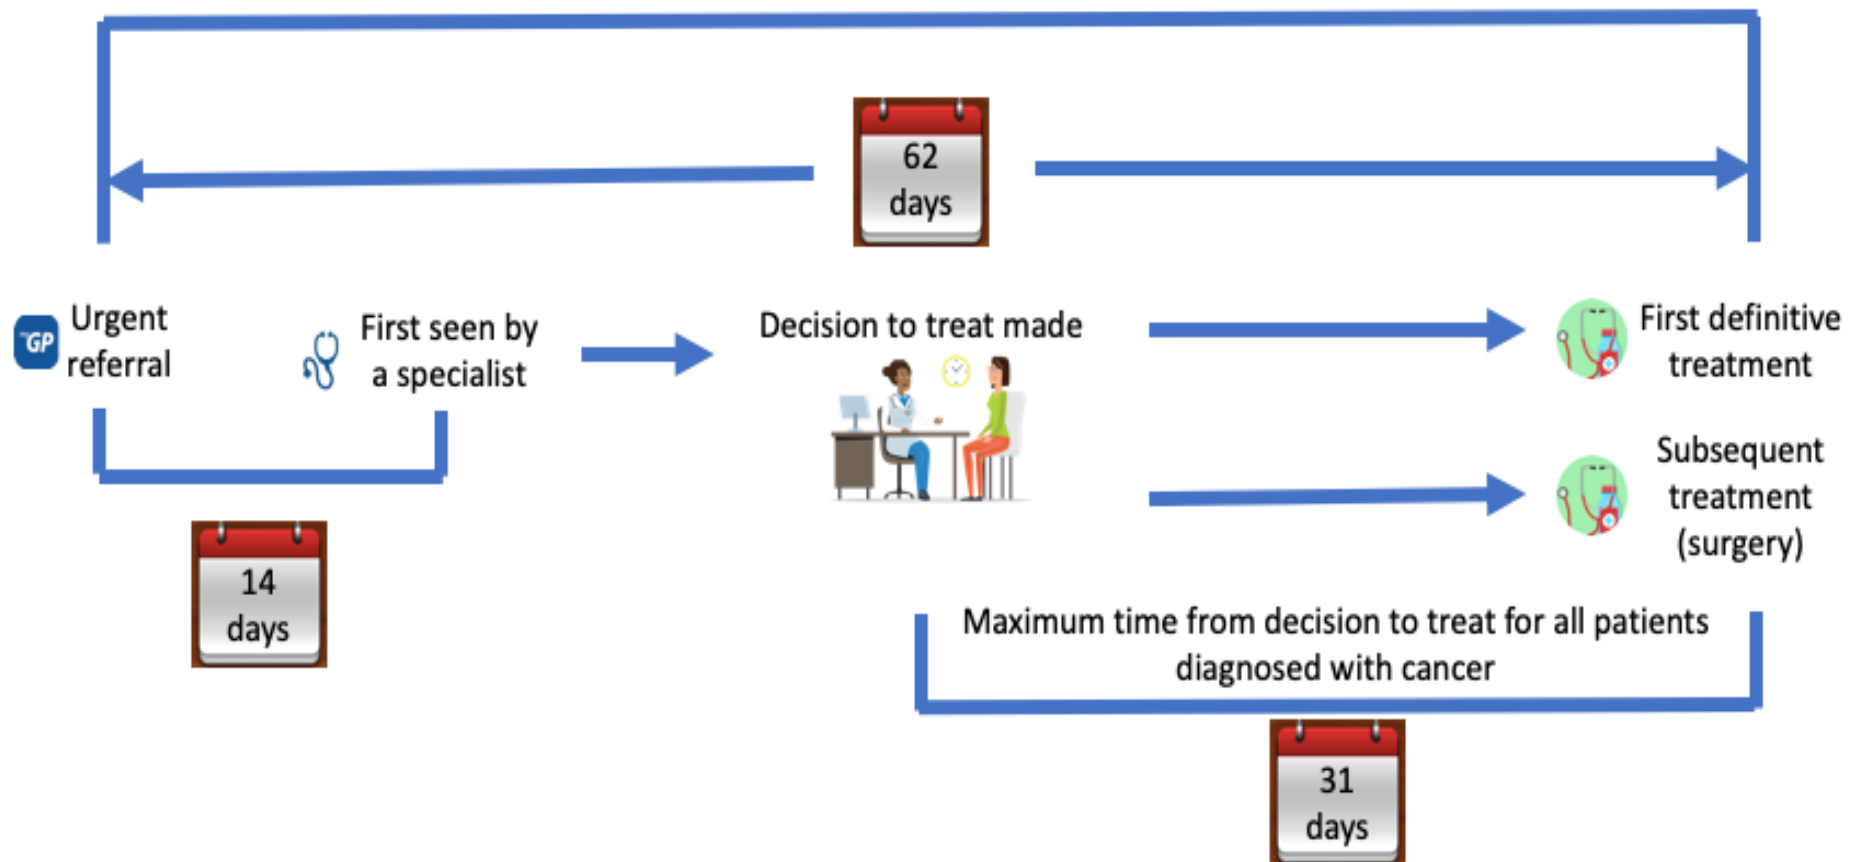 62
days
Urgent
referral
GP
First seen by
a specialist
Decision to treat made
First definitive
treatment
Subsequent
treatment
(surgery)
14
days
Maximum time from decision to treat for all patients
diagnosed with cancer
31
days